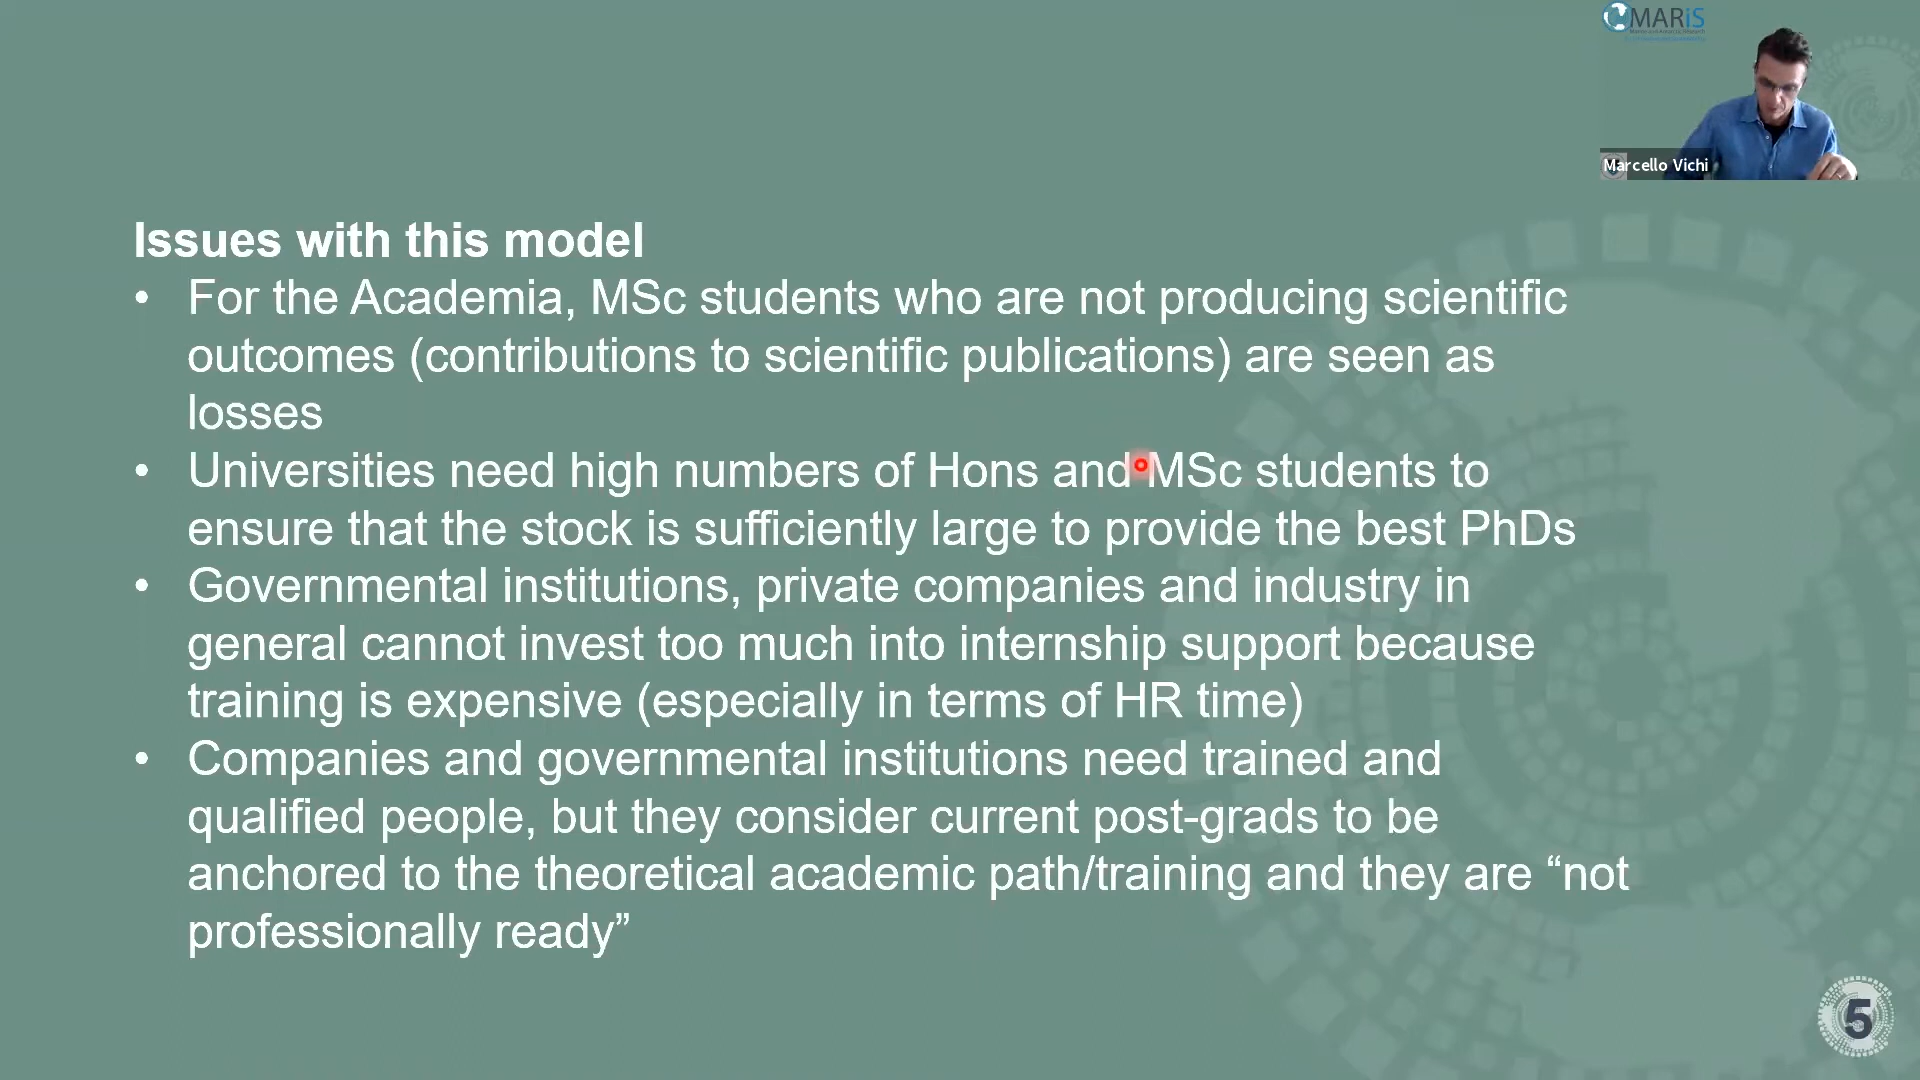 MARiS
Marcello Vichi
Issues with this model
• For the Academia, MSc students who are not producing scientific
outcomes (contributions to scientific publications) are seen as
losses
• Universities need high numbers of Hons and MSc students to
ensure that the stock is sufficiently large to provide the best PhDs
• Governmental institutions, private companies and industry in
general cannot invest too much into internship support because
training is expensive (especially in terms of HR time)
• Companies and governmental institutions need trained and
qualified people, but they consider current post-grads to be
anchored to the theoretical academic path/training and they are “not
professionally ready”
5